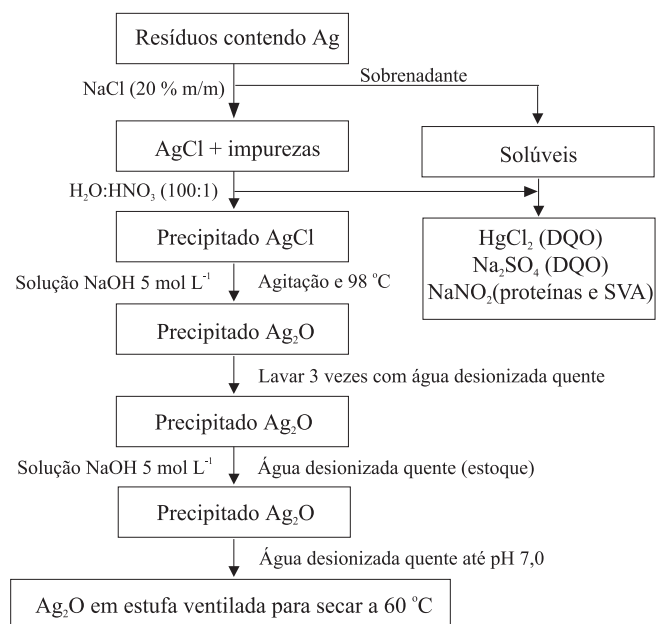 Resíduos contendo Ag
NaCl (20 % m/m)
Sobrenadante
AgCl + impurezas
Solúveis
H₂O:HNO₃ (100:1)
Precipitado AgCl
HgCl₂ (DQO)
Na₂SO₄ (DQO)
NaNO₂(proteínas e SVA)
Solução NaOH 5 mol L⁻¹
Agitação e 98 °C
Precipitado Ag₂O
Lavar 3 vezes com água desionizada quente
Precipitado Ag₂O
Solução NaOH 5 mol L⁻¹
Água desionizada quente (estoque)
Precipitado Ag₂O
Água desionizada quente até pH 7,0
Ag₂O em estufa ventilada para secar a 60 °C